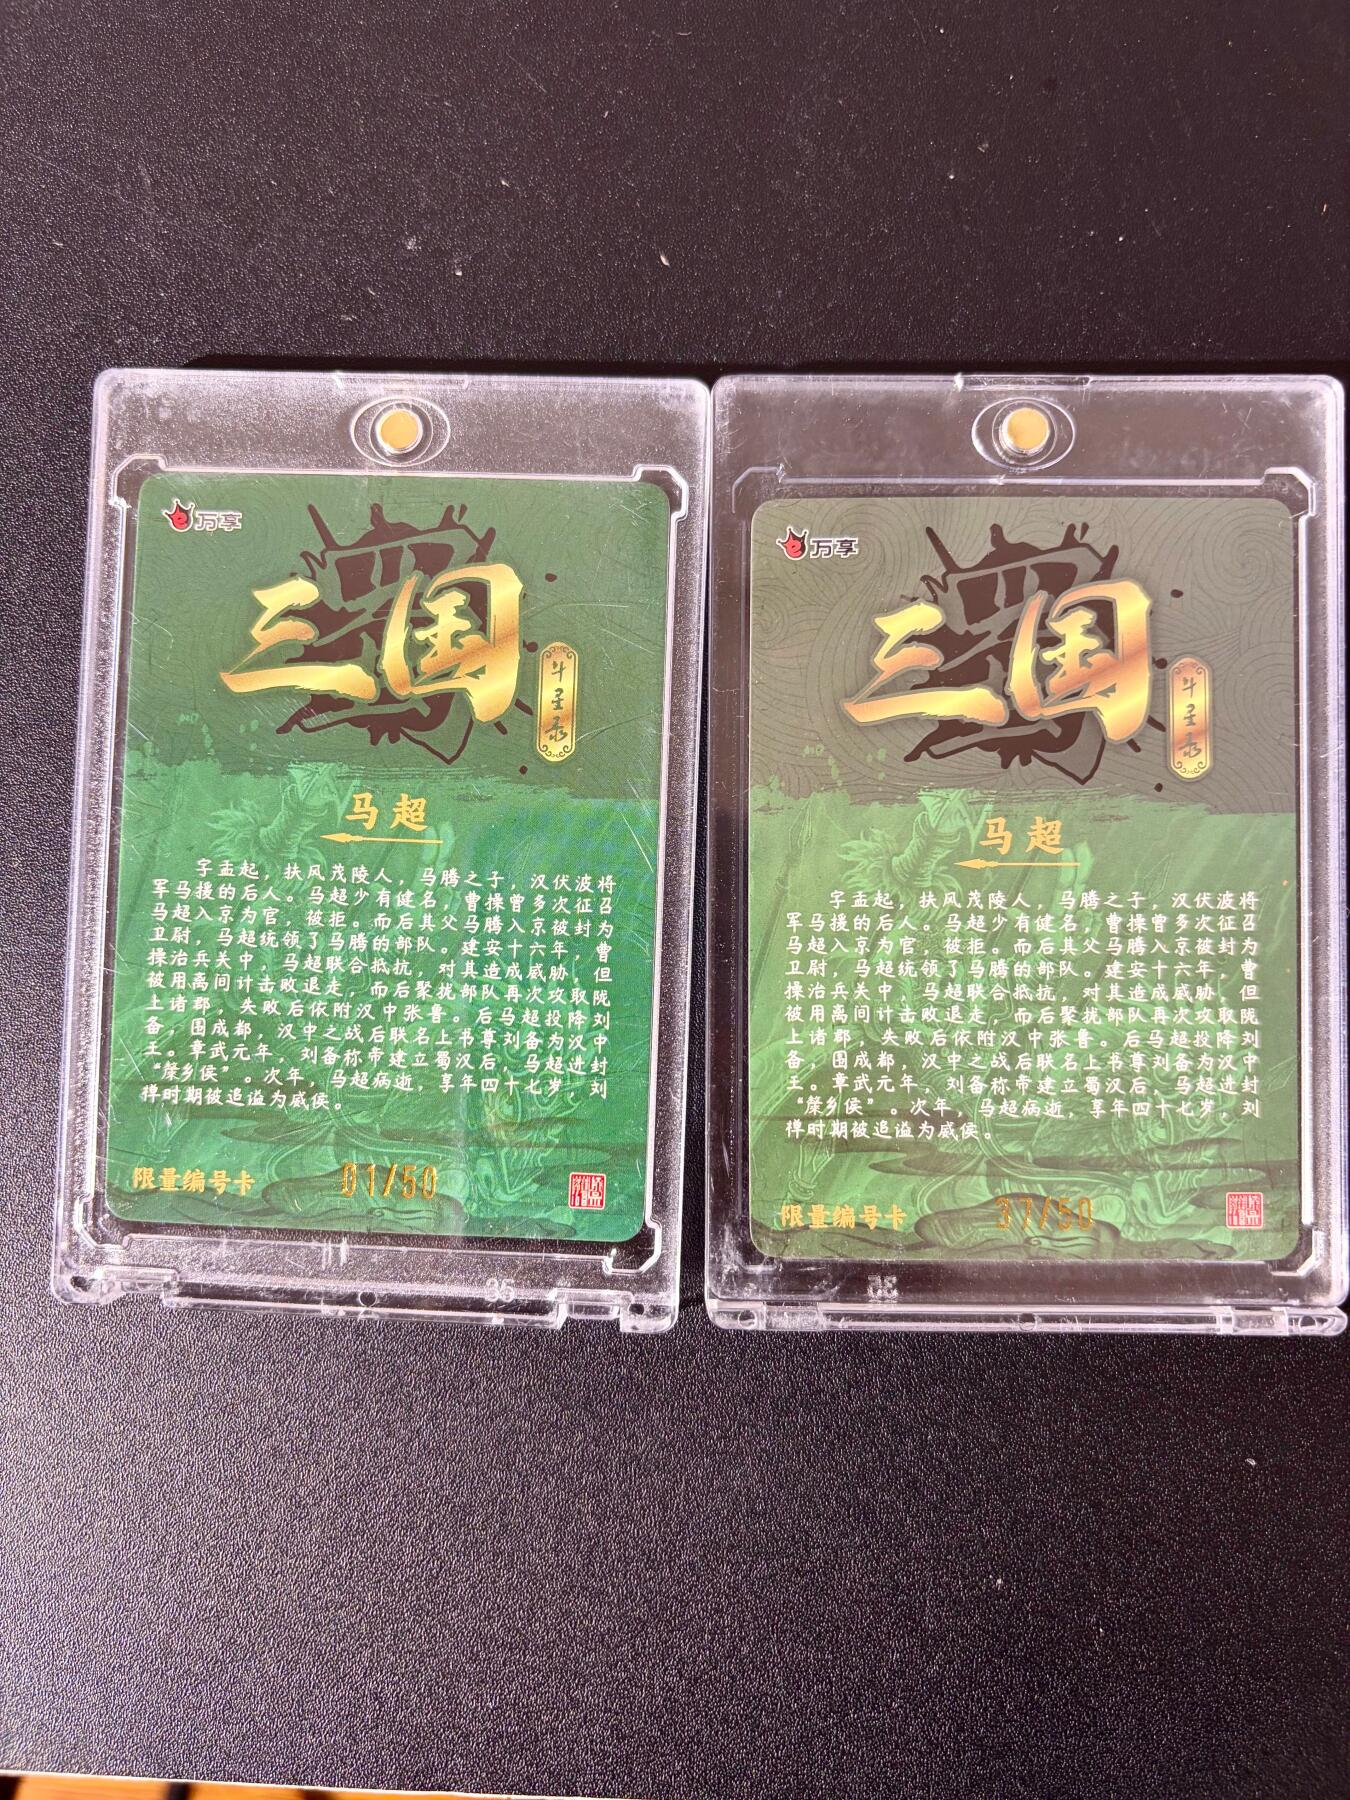 万享
三国
斗星录
马超
字孟起，扶风茂陵人，马腾之子，汉伏波将
军马援的后人。马超少有健名，曹操曾多次征召
马超入京为官，被拒。而后其父马腾入京被封为
卫尉，马超统领了马腾的部队。建安十六年，曹
操治兵关中，马超联合抵抗，对其造成威胁，但
被用离间计击败退走，而后聚拢部队再次攻取陇
上诸郡，失败后依附汉中张鲁。后马超投降刘
备，围成都，汉中之战后联名上书尊刘备为汉中
王。章武元年，刘备称帝建立蜀汉后，马超进封
“斄乡侯”。次年，马超病逝，享年四十七岁，刘
禅时期被追谥为威侯。
限量编号卡 01/50
35
万享
三国
斗星录
马超
字孟起，扶风茂陵人，马腾之子，汉伏波将
军马援的后人。马超少有健名，曹操曾多次征召
马超入京为官，被拒。而后其父马腾入京被封为
卫尉，马超统领了马腾的部队。建安十六年，曹
操治兵关中，马超联合抵抗，对其造成威胁，但
被用离间计击败退走，而后聚拢部队再次攻取陇
上诸郡，失败后依附汉中张鲁。后马超投降刘
备，围成都，汉中之战后联名上书尊刘备为汉中
王。章武元年，刘备称帝建立蜀汉后，马超进封
“斄乡侯”。次年，马超病逝，享年四十七岁，刘
禅时期被追谥为威侯。
限量编号卡 37/50
35